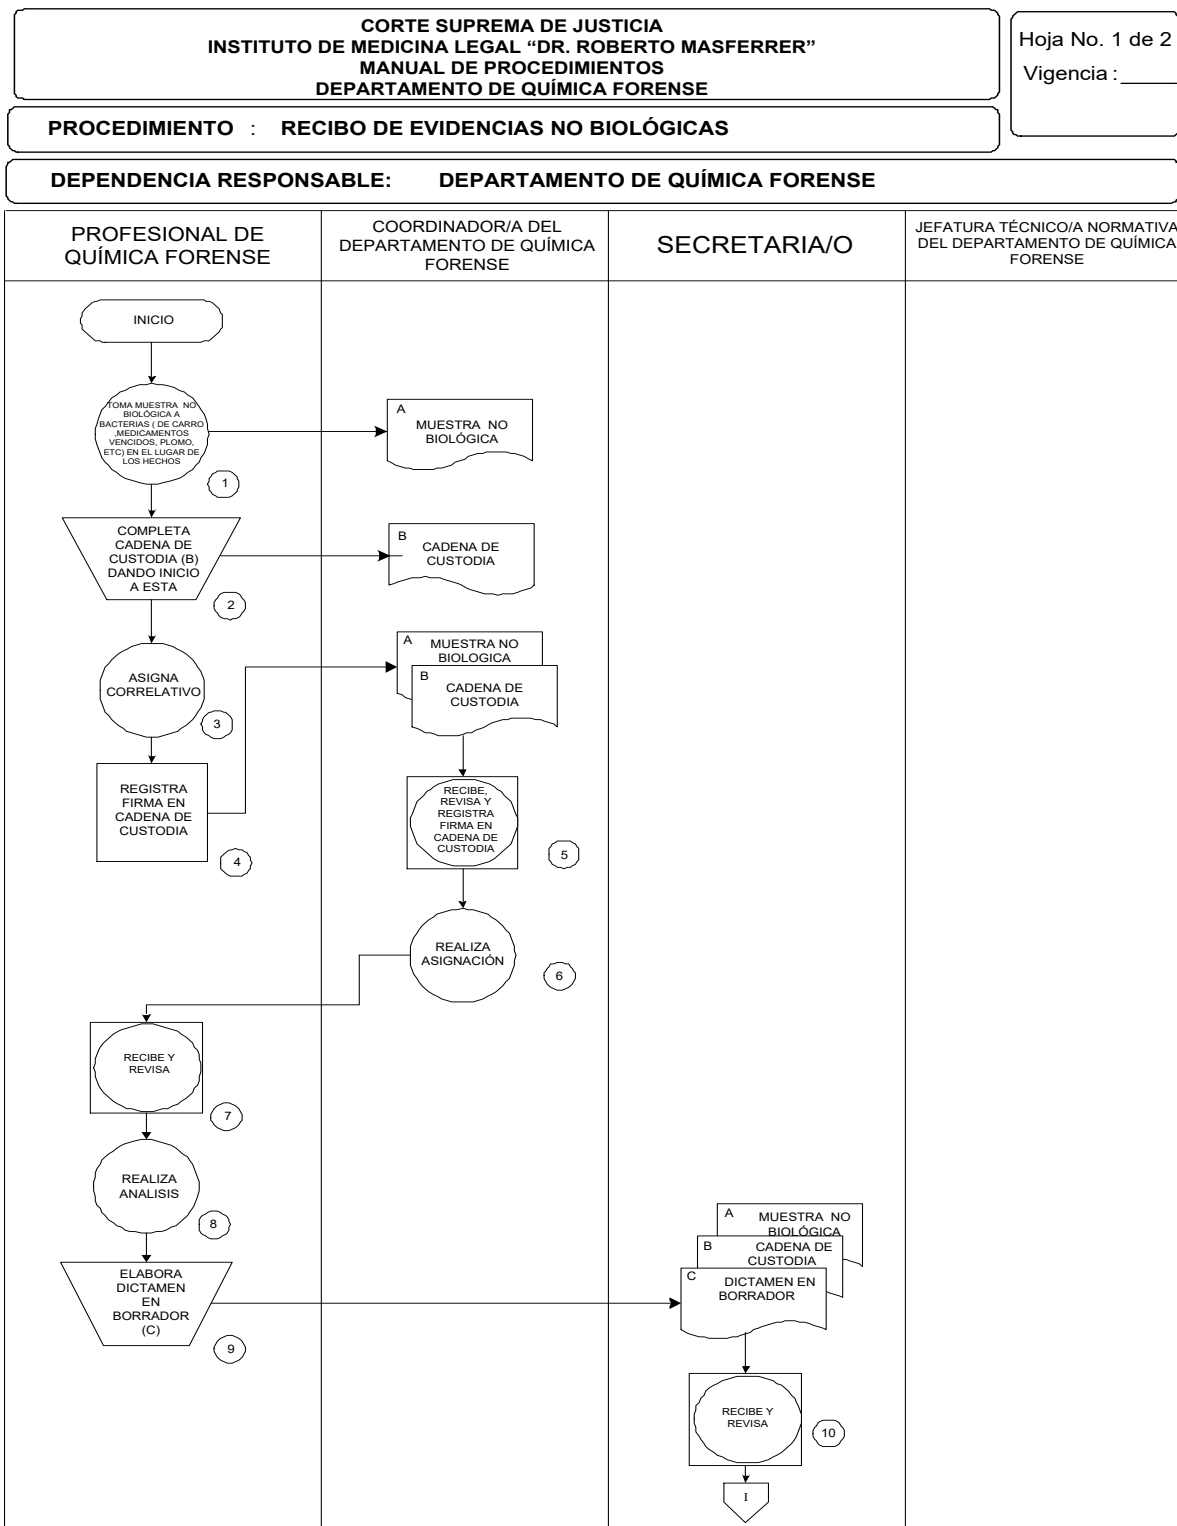 CORTE SUPREMA DE JUSTICIA
INSTITUTO DE MEDICINA LEGAL “DR. ROBERTO MASFERRER”
MANUAL DE PROCEDIMIENTOS
DEPARTAMENTO DE QUÍMICA FORENSE
Hoja No. 1 de 2
Vigencia : _____
PROCEDIMIENTO : RECIBO DE EVIDENCIAS NO BIOLÓGICAS
DEPENDENCIA RESPONSABLE: DEPARTAMENTO DE QUÍMICA FORENSE
PROFESIONAL DE
QUÍMICA FORENSE
COORDINADOR/A DEL
DEPARTAMENTO DE QUÍMICA
FORENSE
SECRETARIA/O
JEFATURA TÉCNICO/A NORMATIVA
DEL DEPARTAMENTO DE QUÍMICA
FORENSE
INICIO
TOMA MUESTRA NO
BIOLÓGICA A
BACTERIAS ( DE CARRO
,MEDICAMENTOS
VENCIDOS, PLOMO,
ETC) EN EL LUGAR DE
LOS HECHOS
1
A
MUESTRA NO
BIOLÓGICA
COMPLETA
CADENA DE
CUSTODIA (B)
DANDO INICIO
A ESTA
2
B
CADENA DE
CUSTODIA
ASIGNA
CORRELATIVO
3
A
MUESTRA NO
BIOLOGICA
B
CADENA DE
CUSTODIA
REGISTRA
FIRMA EN
CADENA DE
CUSTODIA
4
RECIBE,
REVISA Y
REGISTRA
FIRMA EN
CADENA DE
CUSTODIA
5
REALIZA
ASIGNACIÓN
6
RECIBE Y
REVISA
7
REALIZA
ANALISIS
8
ELABORA
DICTAMEN
EN
BORRADOR
(C)
9
A
MUESTRA NO
BIOLÓGICA
B
CADENA DE
CUSTODIA
C
DICTAMEN EN
BORRADOR
RECIBE Y
REVISA
10
I